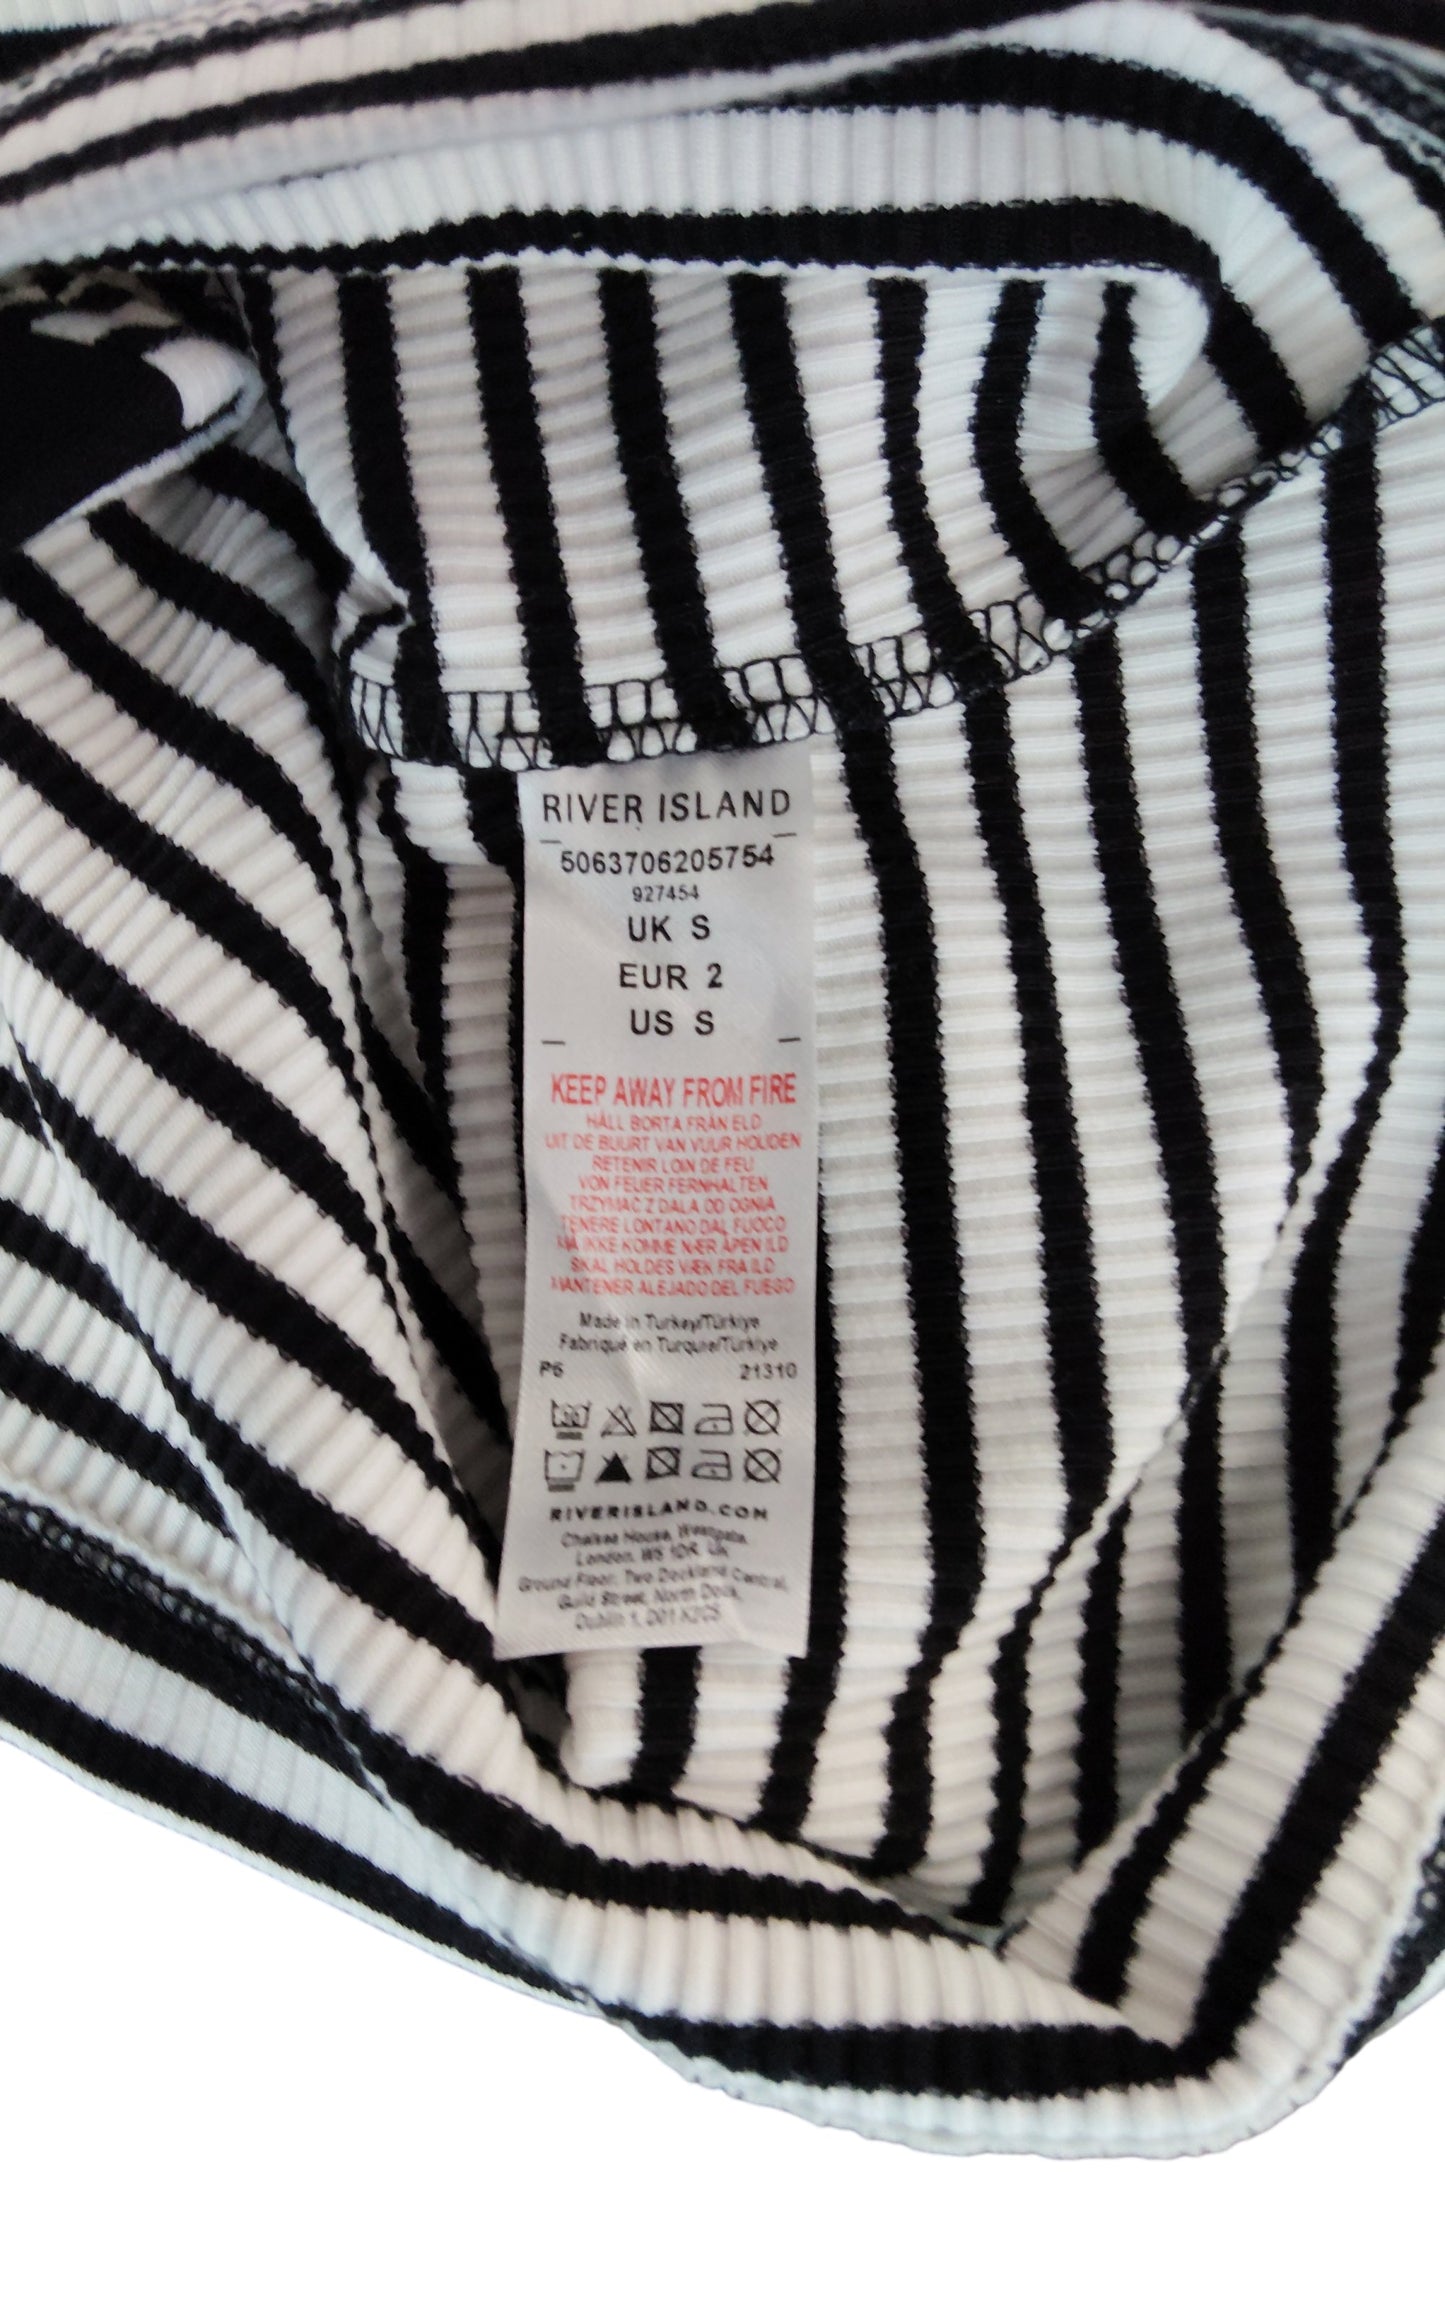 RIVER ISLAND
5063706205754
927454
UK S
EUR 2
US S
KEEP AWAY FROM FIRE
HÅLL BORTA FRÅN ELD
UIT DE BUURT VAN VUUR HOUDEN
RETENIR LOIN DE FEU
VON FEUER FERNHALTEN
TRZYMAC Z DALA OD OGNIA
TENERE LONTANO DAL FUOCO
MA IKKE KOMME NÆR ÅPEN ILD
SKAL HOLDES VÆK FRA ILD
MANTENER ALEJADO DEL FUEGO
Made in Turkey/Türkiye
Fabriqué en Turquie/Türkiye
P6 21310
RIVERISLAND.COM
Chelsea House, Westgate,
London, W5 1DR, UK
Ground Floor, Two Dockland Central,
Guild Street, North Dock,
Dublin 1, D01 K2C5